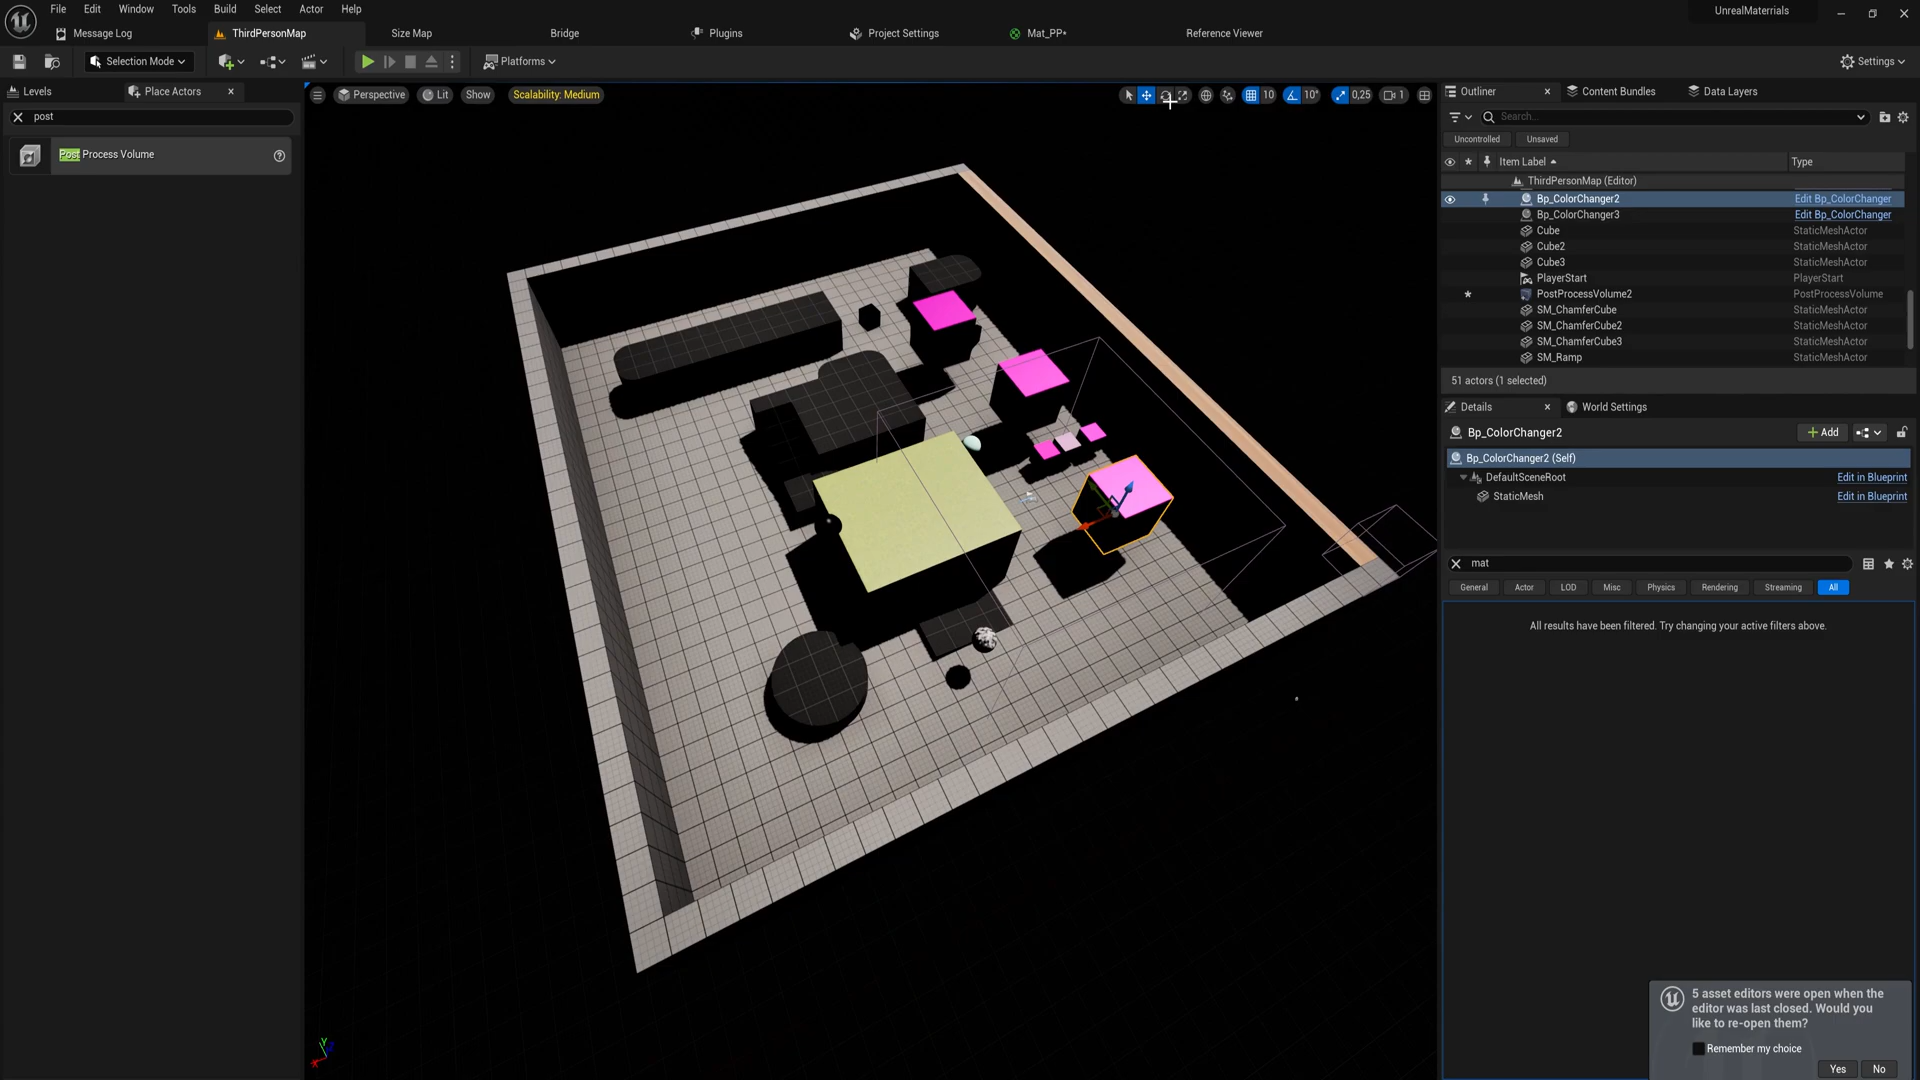 File Edit Window Tools Build Select Actor Help
UnrealMaterials
Message Log ThirdPersonMap Size Map Bridge Plugins Project Settings Mat_PP* Reference Viewer
Selection Mode Platforms Settings
Levels Place Actors
post
Post Process Volume
Perspective Lit Show Scalability: Medium 10 10° 0,25 1
Outliner Content Bundles Data Layers
Search...
Uncontrolled Unsaved
Item Label Type
ThirdPersonMap (Editor)
Bp_ColorChanger2 Edit Bp_ColorChanger
Bp_ColorChanger3 Edit Bp_ColorChanger
Cube StaticMeshActor
Cube2 StaticMeshActor
Cube3 StaticMeshActor
PlayerStart PlayerStart
PostProcessVolume2 PostProcessVolume
SM_ChamferCube StaticMeshActor
SM_ChamferCube2 StaticMeshActor
SM_ChamferCube3 StaticMeshActor
SM_Ramp StaticMeshActor
51 actors (1 selected)
Details World Settings
Bp_ColorChanger2 Add
Bp_ColorChanger2 (Self)
DefaultSceneRoot Edit in Blueprint
StaticMesh Edit in Blueprint
mat
General Actor LOD Misc Physics Rendering Streaming All
All results have been filtered. Try changing your active filters above.
5 asset editors were open when the
editor was last closed. Would you
like to re-open them?
Remember my choice
Yes No